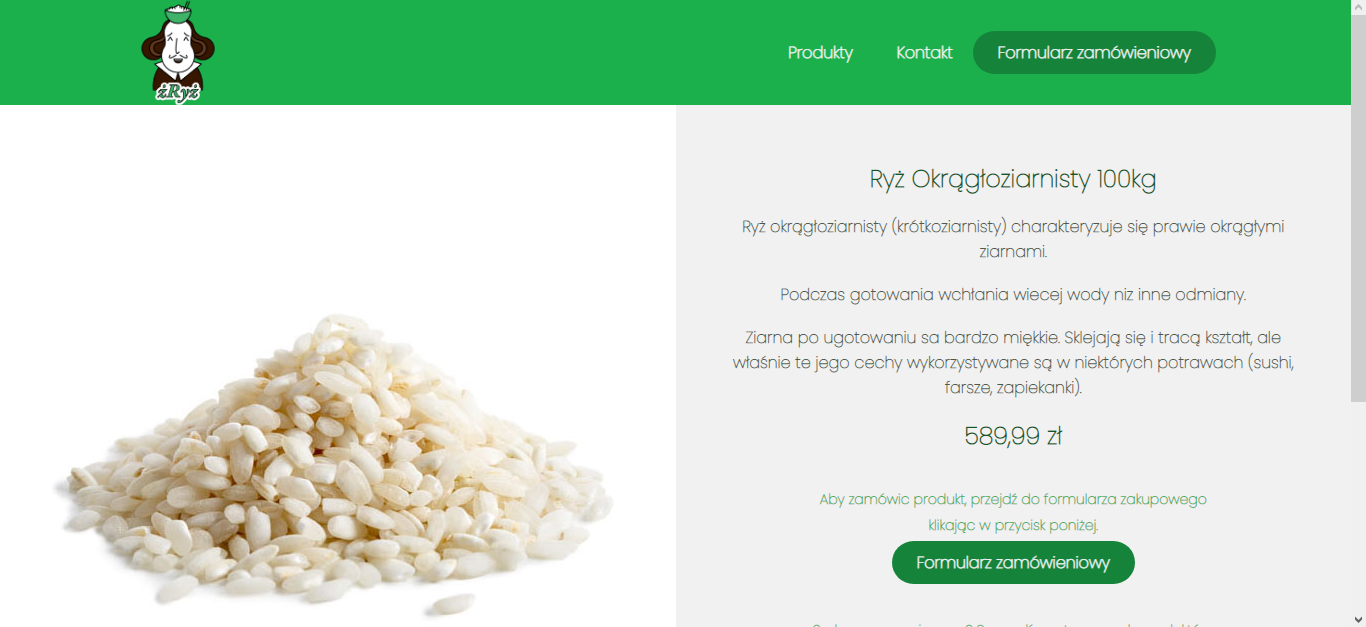 żRyż
Produkty
Kontakt
Formularz zamówieniowy
Ryż Okrągłoziarnisty 100kg
Ryż okrągłoziarnisty (krótkoziarnisty) charakteryzuje się prawie okrągłymi
ziarnami.
Podczas gotowania wchłania wiecej wody niz inne odmiany.
Ziarna po ugotowaniu sa bardzo miękkie. Sklejają się i tracą kształt, ale
właśnie te jego cechy wykorzystywane są w niektórych potrawach (sushi,
farsze, zapiekanki).
589,99 zł
Aby zamówic produkt, przejdź do formularza zakupowego
klikając w przycisk poniżej.
Formularz zamówieniowy